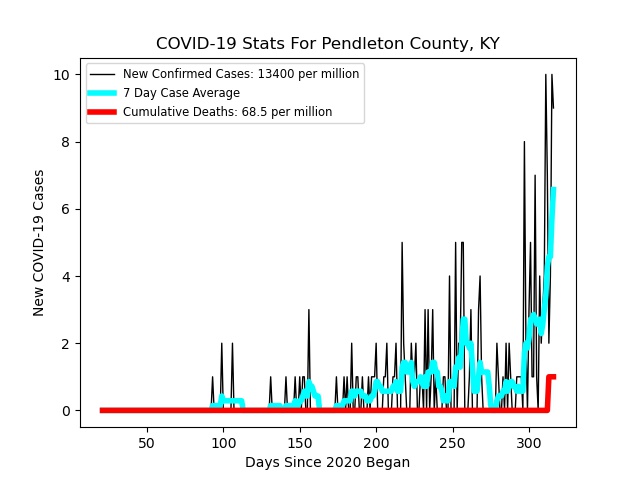 COVID-19 Stats For Pendleton County, KY
New Confirmed Cases: 13400 per million
7 Day Case Average
Cumulative Deaths: 68.5 per million
New COVID-19 Cases
10
8
6
4
2
0
50 100 150 200 250 300
Days Since 2020 Began